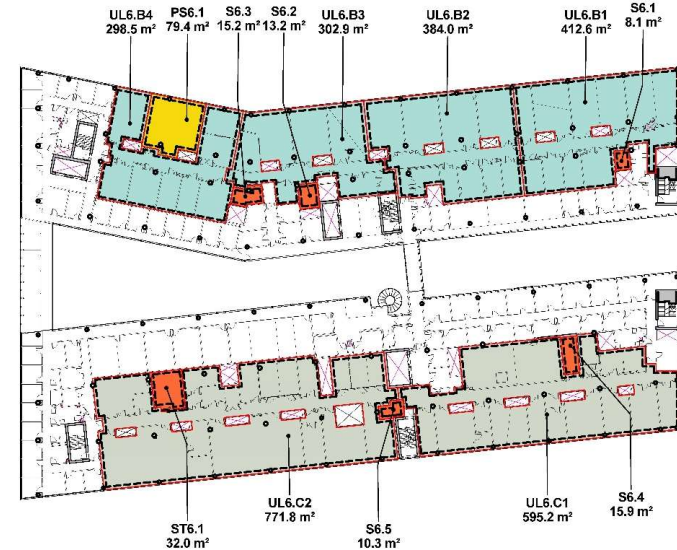 UL6.B4
298.5 m²
PS6.1
79.4 m²
S6.3
15.2 m²
S6.2
13.2 m²
UL6.B3
302.9 m²
UL6.B2
384.0 m²
UL6.B1
412.6 m²
S6.1
8.1 m²
ST6.1
32.0 m²
UL6.C2
771.8 m²
S6.5
10.3 m²
UL6.C1
595.2 m²
S6.4
15.9 m²